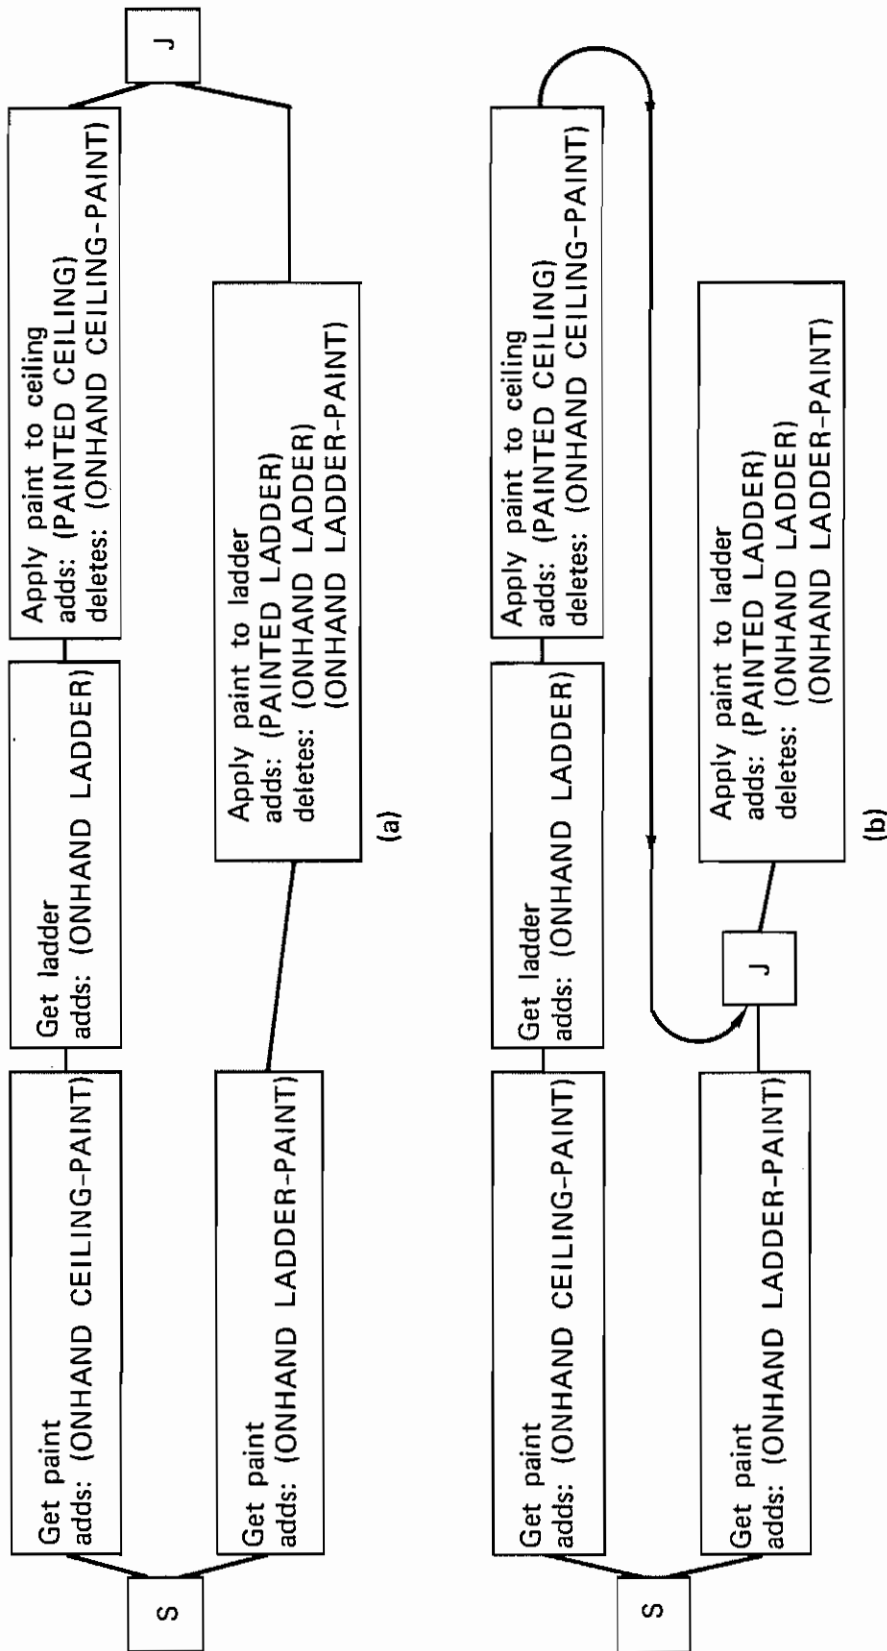 S
Get paint
adds: (ONHAND CEILING-PAINT)
Get ladder
adds: (ONHAND LADDER)
Apply paint to ceiling
adds: (PAINTED CEILING)
deletes: (ONHAND CEILING-PAINT)
Get paint
adds: (ONHAND LADDER-PAINT)
Apply paint to ladder
adds: (PAINTED LADDER)
deletes: (ONHAND LADDER)
(ONHAND LADDER-PAINT)
J
(a)
S
Get paint
adds: (ONHAND CEILING-PAINT)
Get ladder
adds: (ONHAND LADDER)
Apply paint to ceiling
adds: (PAINTED CEILING)
deletes: (ONHAND CEILING-PAINT)
Get paint
adds: (ONHAND LADDER-PAINT)
J
Apply paint to ladder
adds: (PAINTED LADDER)
deletes: (ONHAND LADDER)
(ONHAND LADDER-PAINT)
(b)